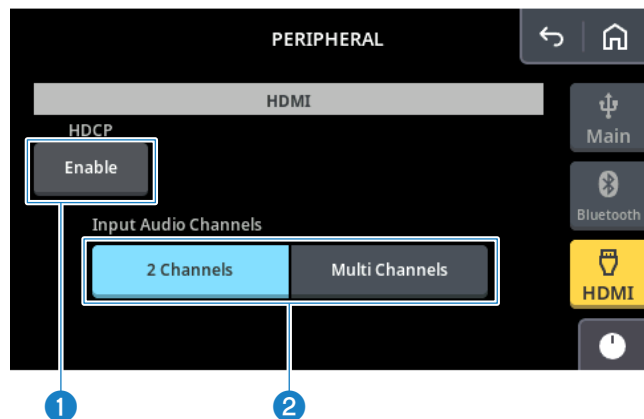 PERIPHERAL
HDMI
Main
HDCP
Enable
Bluetooth
Input Audio Channels
2 Channels
Multi Channels
HDMI
1
2